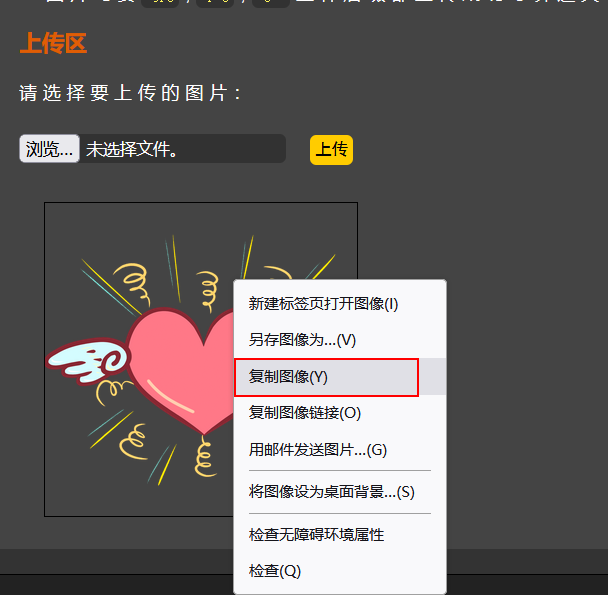 上传区
请选择要上传的图片：
浏览... 未选择文件。 上传
新建标签页打开图像(I)
另存图像为...(V)
复制图像(Y)
复制图像链接(O)
用邮件发送图片...(G)
将图像设为桌面背景...(S)
检查无障碍环境属性
检查(Q)